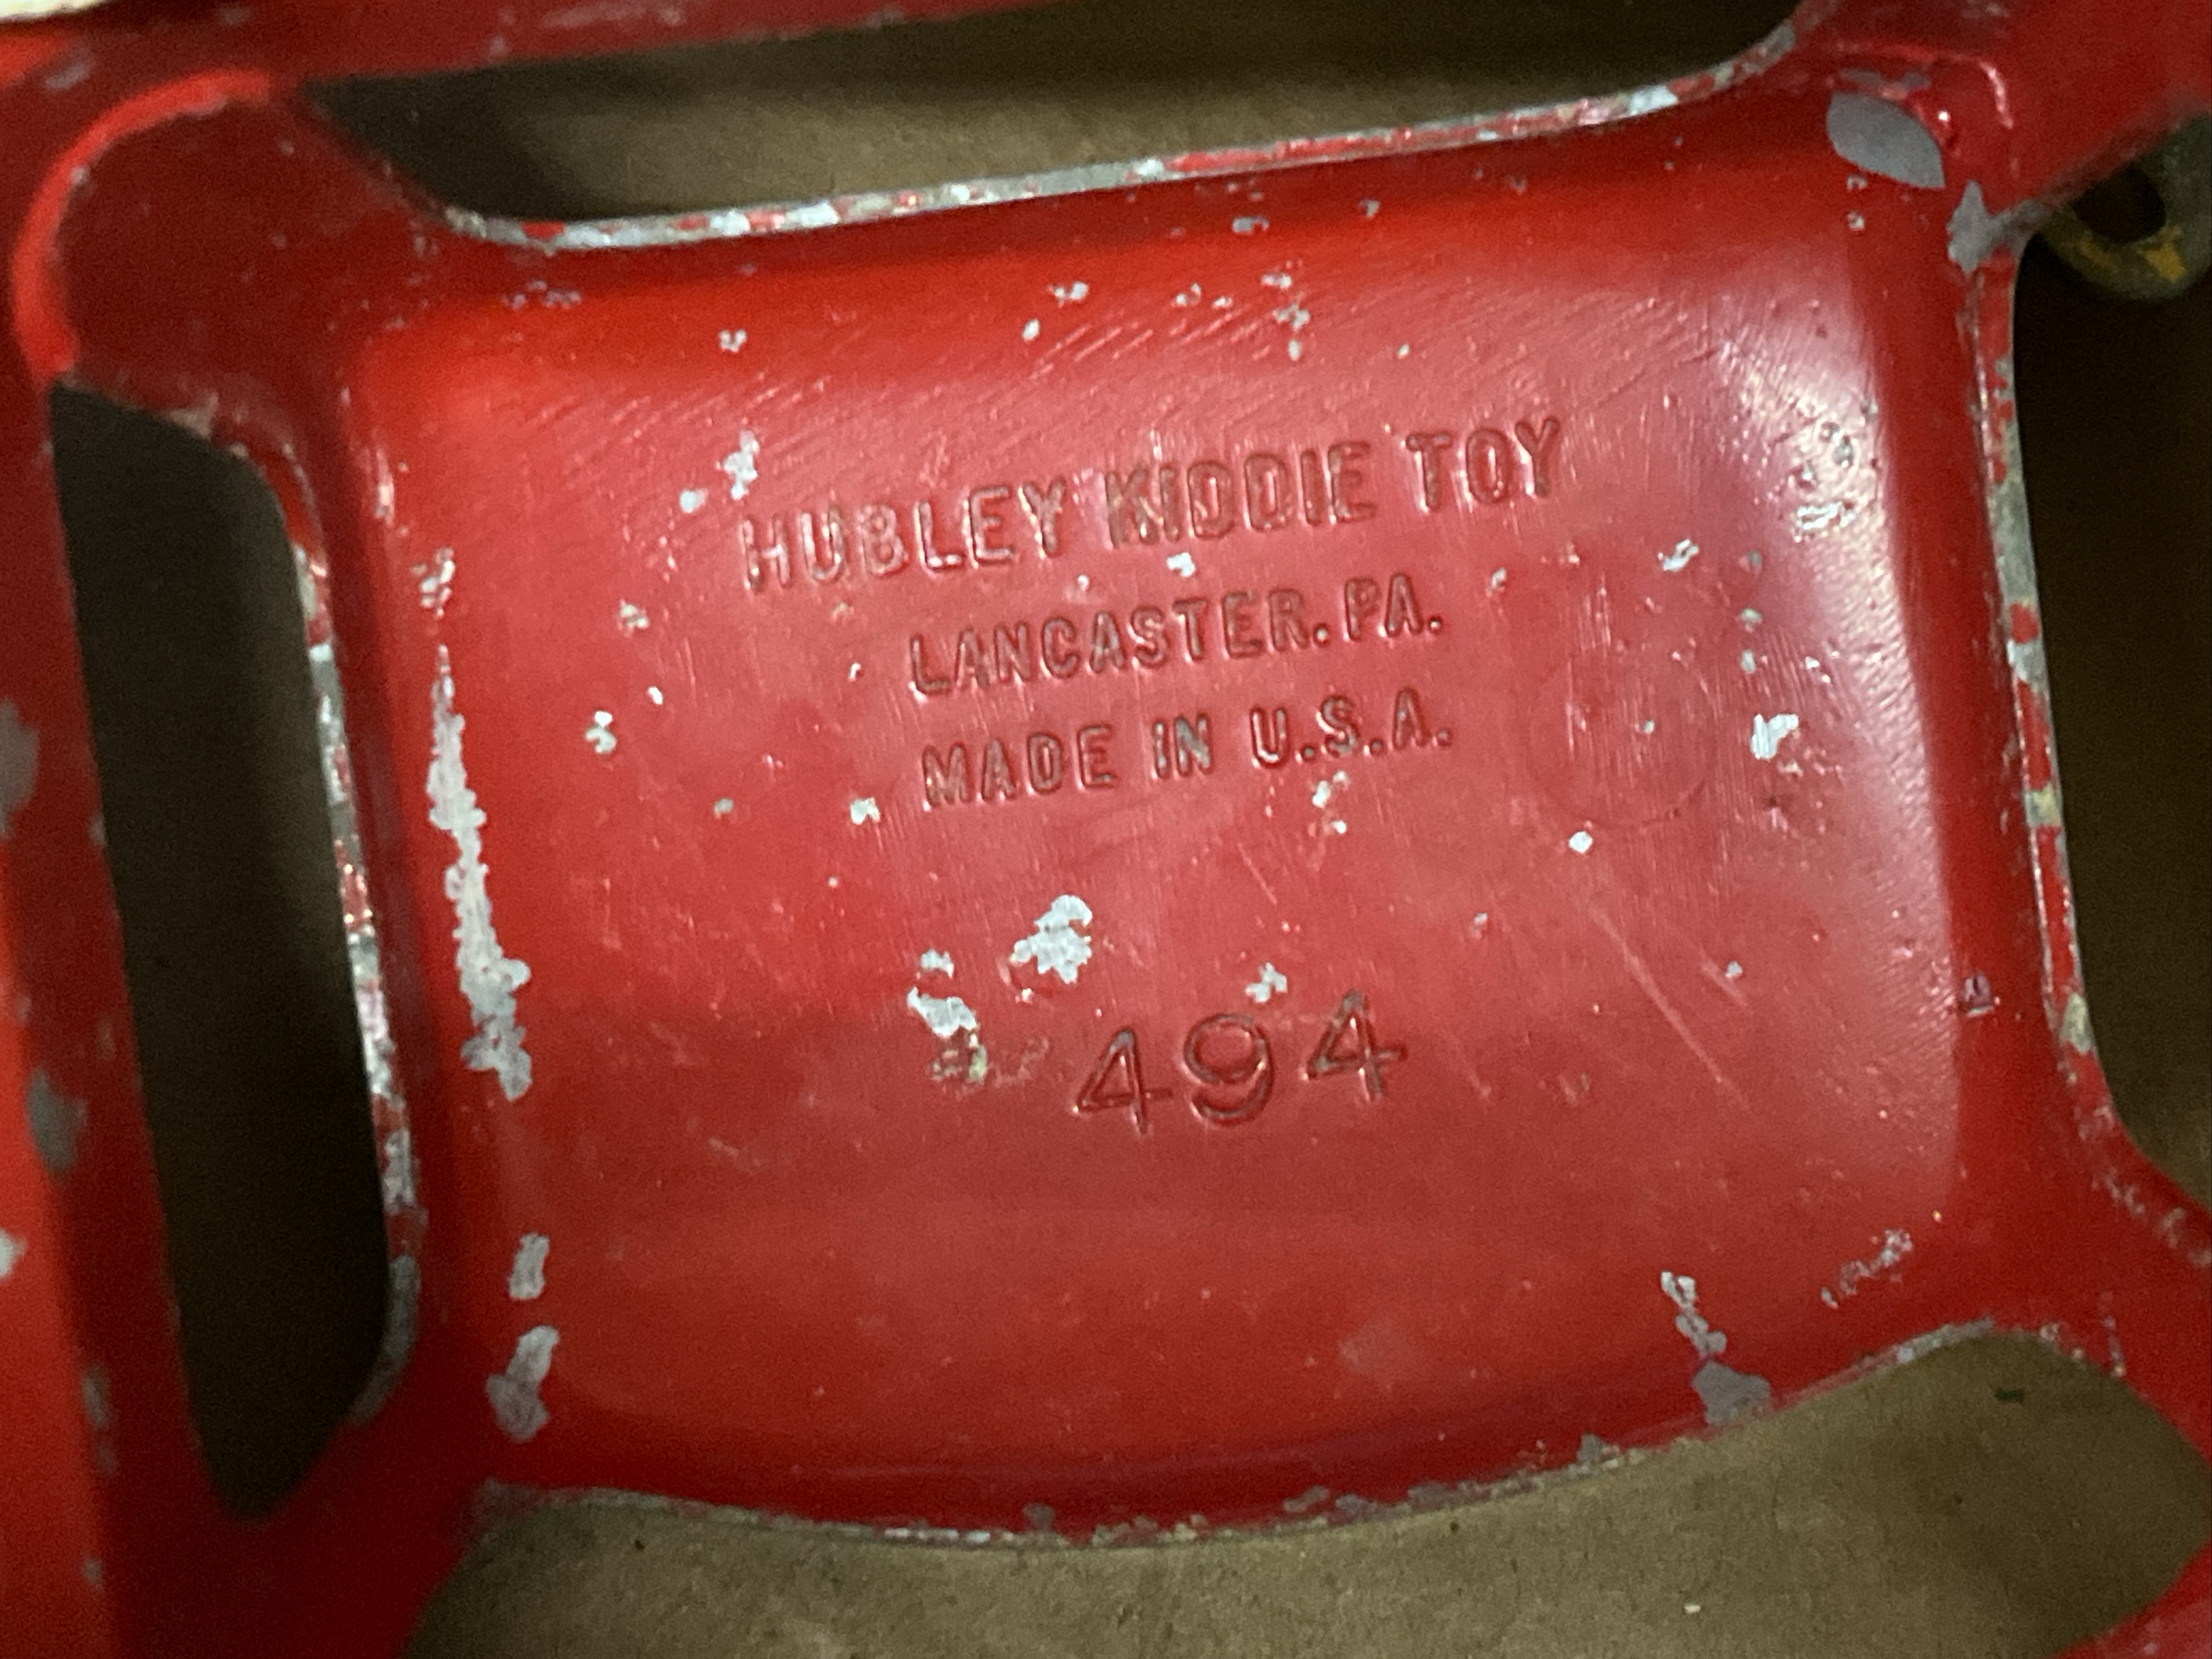 HUBLEY KIDDIE TOY
LANCASTER. PA.
MADE IN U.S.A.
494